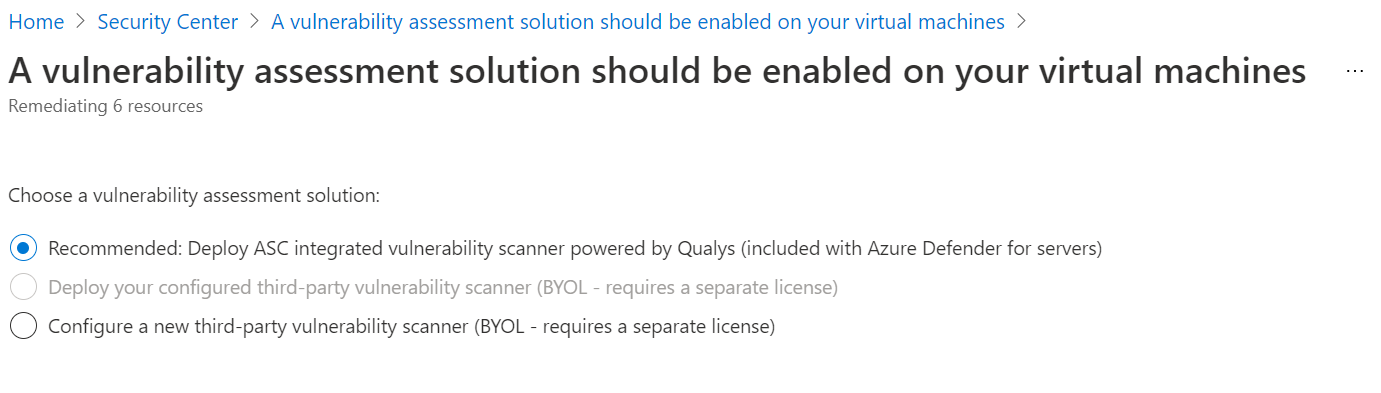 Home > Security Center > A vulnerability assessment solution should be enabled on your virtual machines >
A vulnerability assessment solution should be enabled on your virtual machines ...
Remediating 6 resources
Choose a vulnerability assessment solution:
Recommended: Deploy ASC integrated vulnerability scanner powered by Qualys (included with Azure Defender for servers)
Deploy your configured third-party vulnerability scanner (BYOL - requires a separate license)
Configure a new third-party vulnerability scanner (BYOL - requires a separate license)